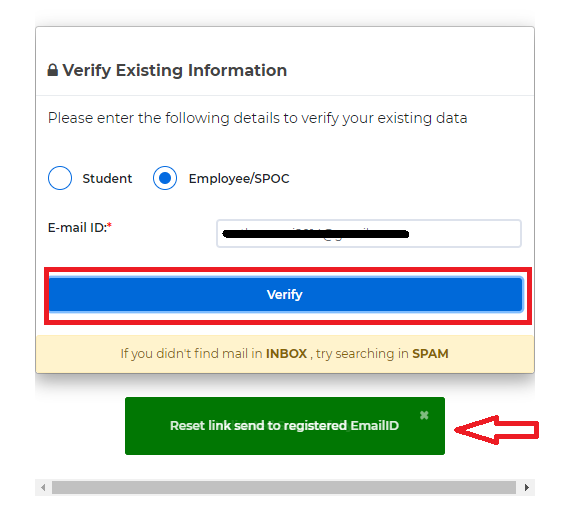 Verify Existing Information
Please enter the following details to verify your existing data
Student Employee/SPOC
E-mail ID:*
Verify
If you didn't find mail in INBOX , try searching in SPAM
Reset link send to registered EmailID